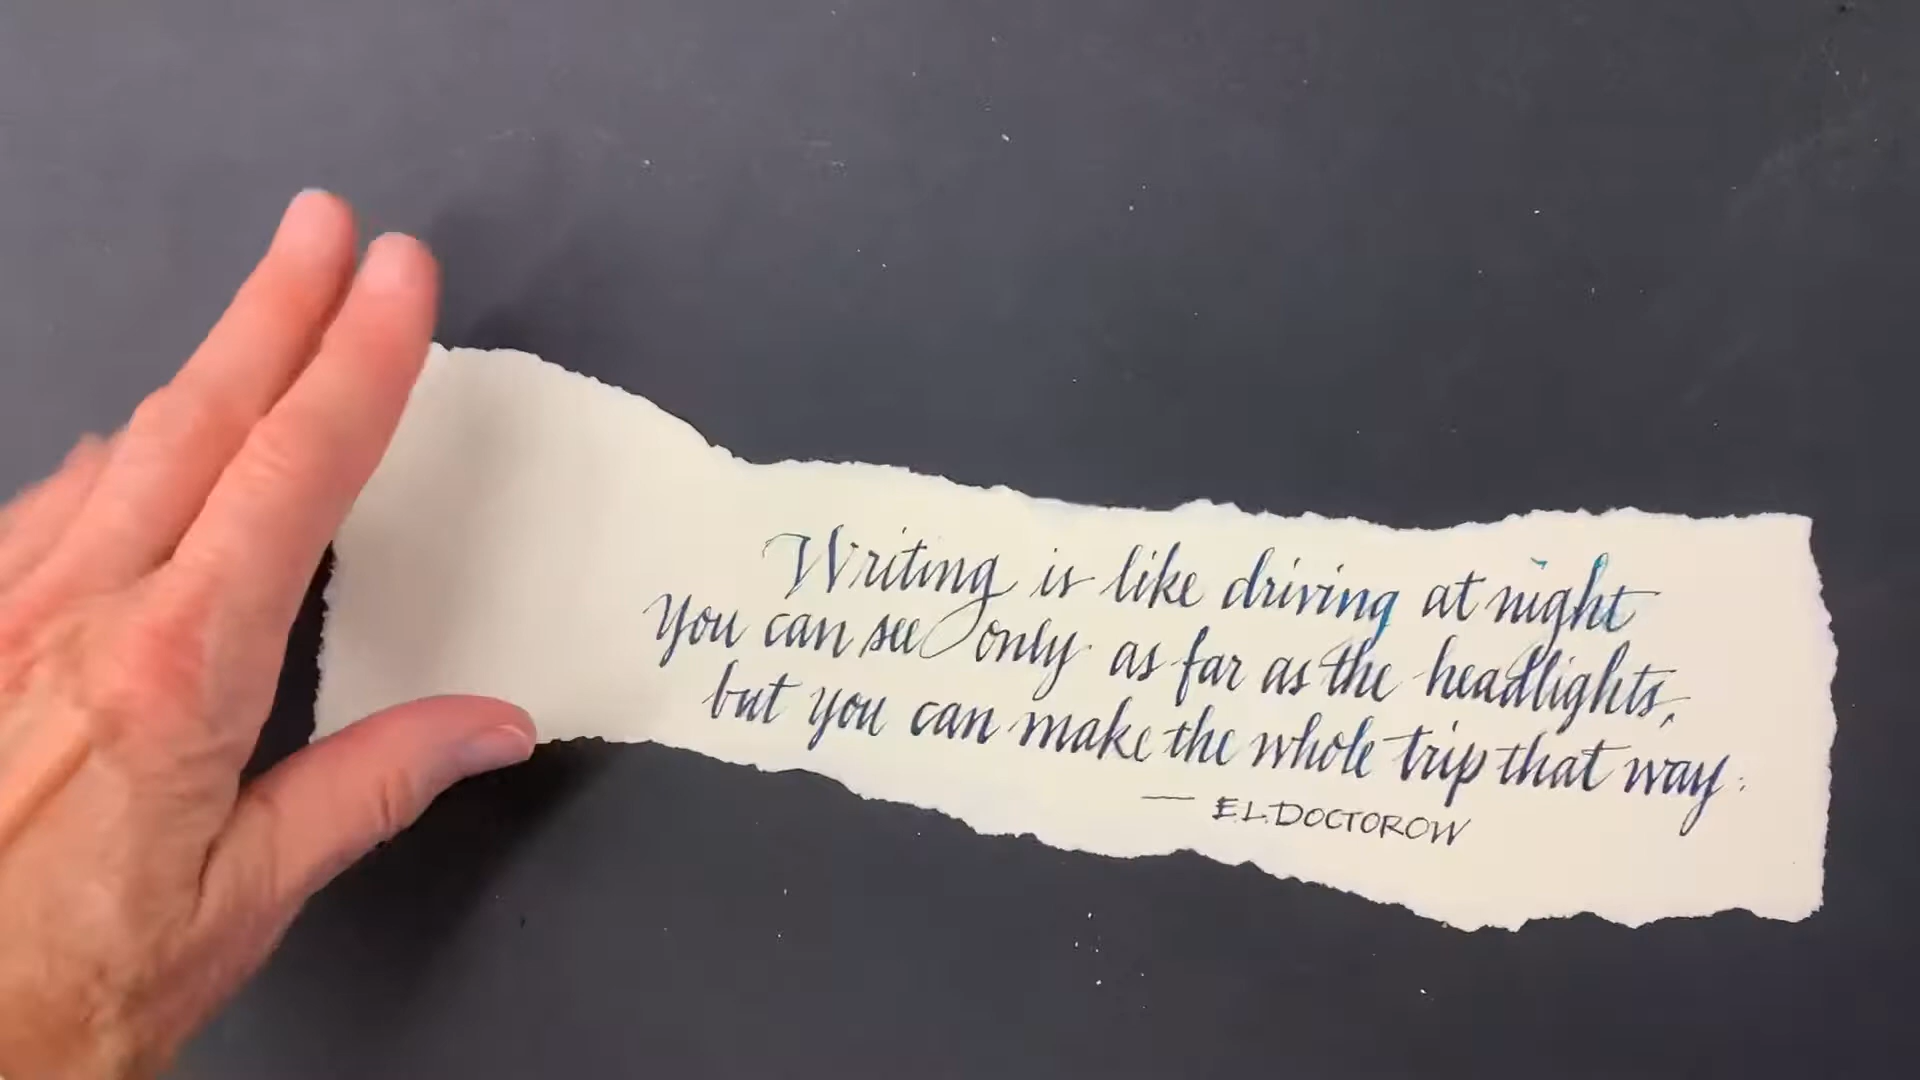 Writing is like driving at night
You can see only as far as the headlights,
but you can make the whole trip that way.
— E.L. DOCTOROW